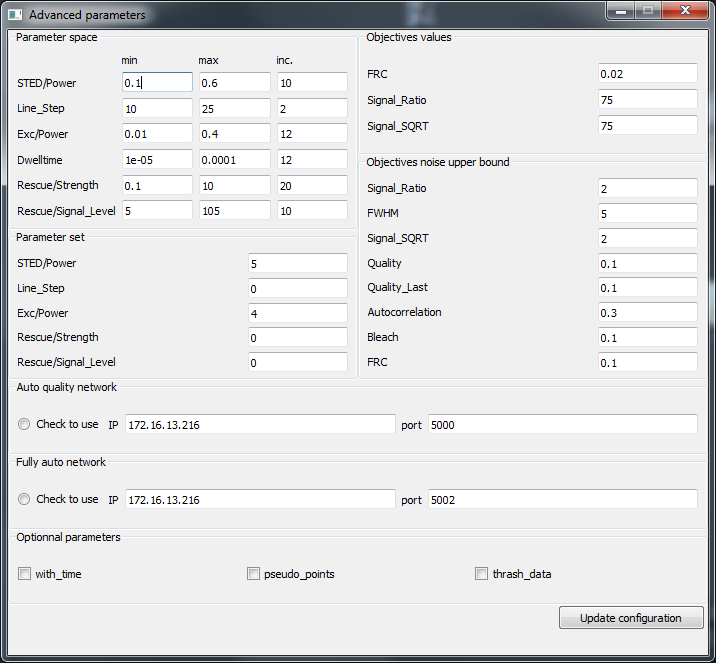 Advanced parameters
Parameter space
min max inc.
STED/Power 0.1 0.6 10
Line_Step 10 25 2
Exc/Power 0.01 0.4 12
Dwelltime 1e-05 0.0001 12
Rescue/Strength 0.1 10 20
Rescue/Signal_Level 5 105 10
Parameter set
STED/Power 5
Line_Step 0
Exc/Power 4
Rescue/Strength 0
Rescue/Signal_Level 0
Objectives values
FRC 0.02
Signal_Ratio 75
Signal_SQRT 75
Objectives noise upper bound
Signal_Ratio 2
FWHM 5
Signal_SQRT 2
Quality 0.1
Quality_Last 0.1
Autocorrelation 0.3
Bleach 0.1
FRC 0.1
Auto quality network
Check to use IP 172.16.13.216 port 5000
Fully auto network
Check to use IP 172.16.13.216 port 5002
Optionnal parameters
with_time pseudo_points thrash_data
Update configuration